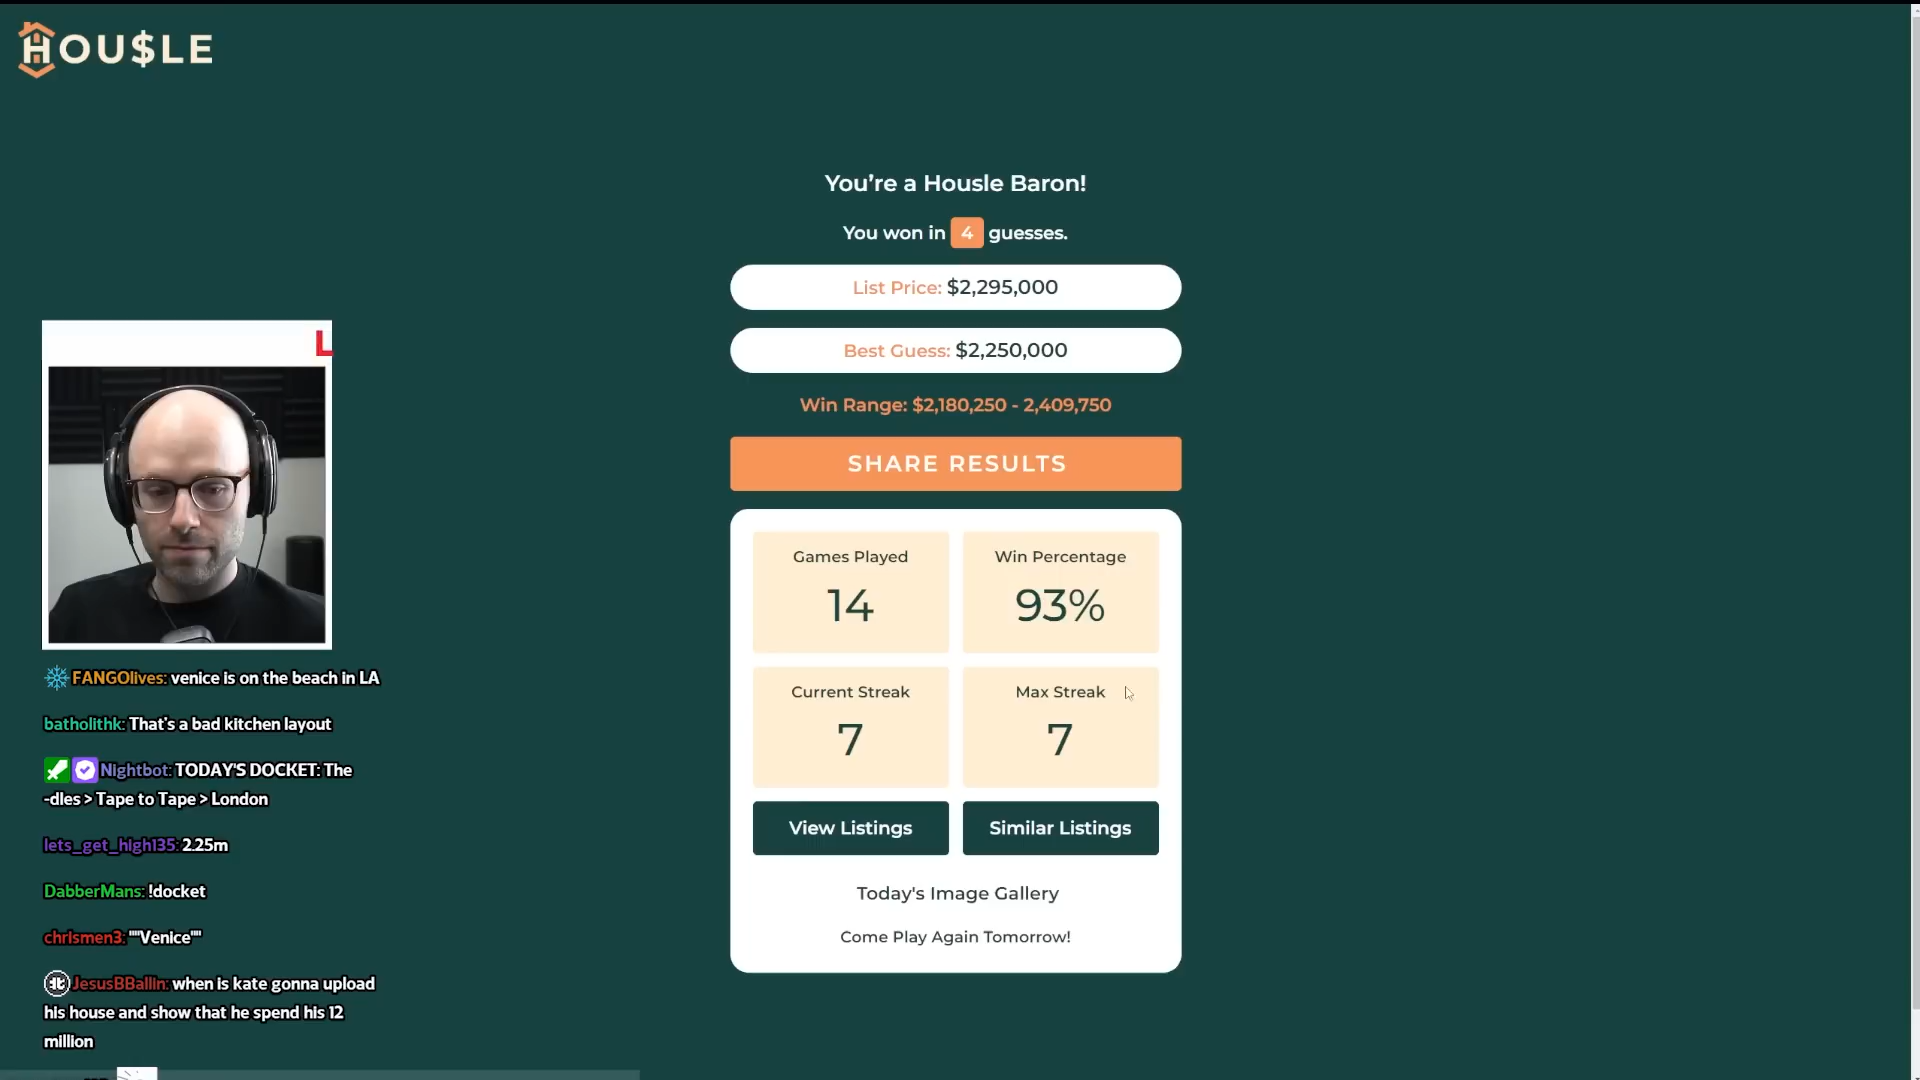 HOU$LE
You're a Housle Baron!
You won in 4 guesses.
List Price: $2,295,000
Best Guess: $2,250,000
Win Range: $2,180,250 - 2,409,750
SHARE RESULTS
Games Played
14
Win Percentage
93%
Current Streak
7
Max Streak
7
View Listings
Similar Listings
Today's Image Gallery
Come Play Again Tomorrow!
L
FANGOlives: venice is on the beach in LA
batholithk: That's a bad kitchen layout
Nightbot: TODAY'S DOCKET: The
-dles > Tape to Tape > London
lets_get_high135: 2.25m
DabberMans: !docket
chrismen3: ""Venice""
JesusBBallin: when is kate gonna upload
his house and show that he spend his 12
million